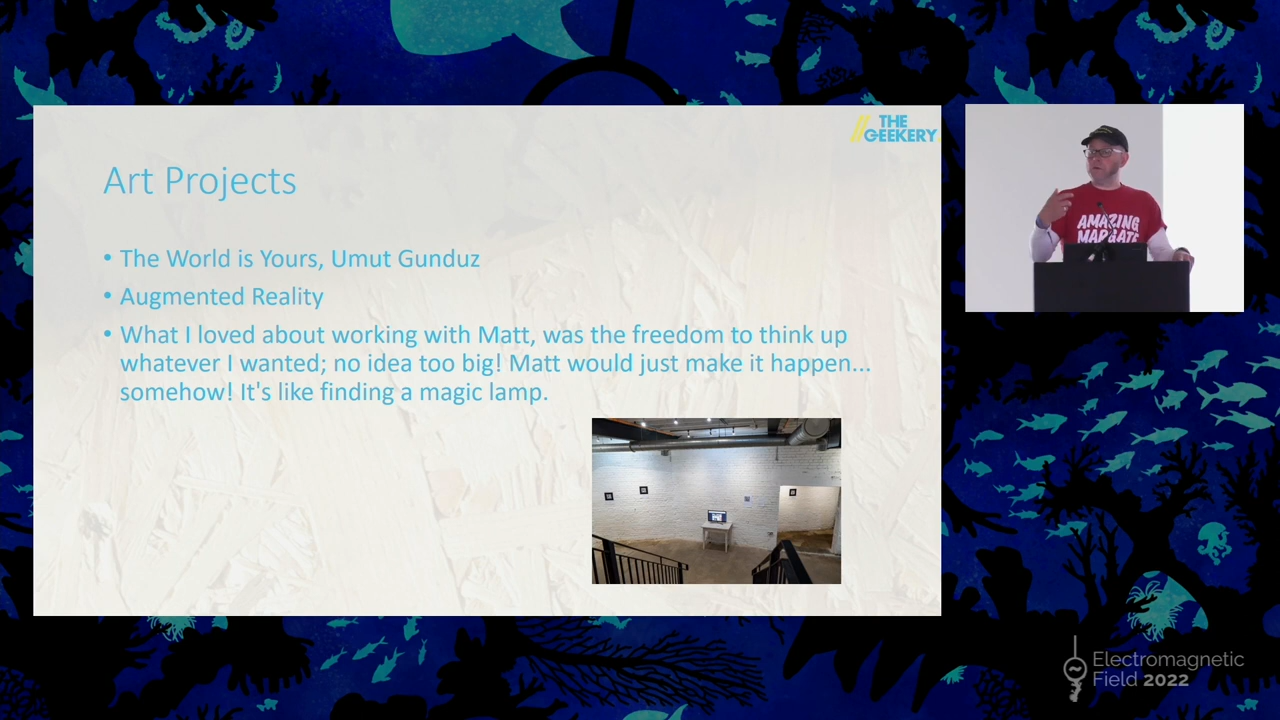 THE
GEEKERY
Art Projects
• The World is Yours, Umut Gunduz
• Augmented Reality
• What I loved about working with Matt, was the freedom to think up
whatever I wanted; no idea too big! Matt would just make it happen...
somehow! It's like finding a magic lamp.
AMAZING
MARGATE
Electromagnetic
Field 2022